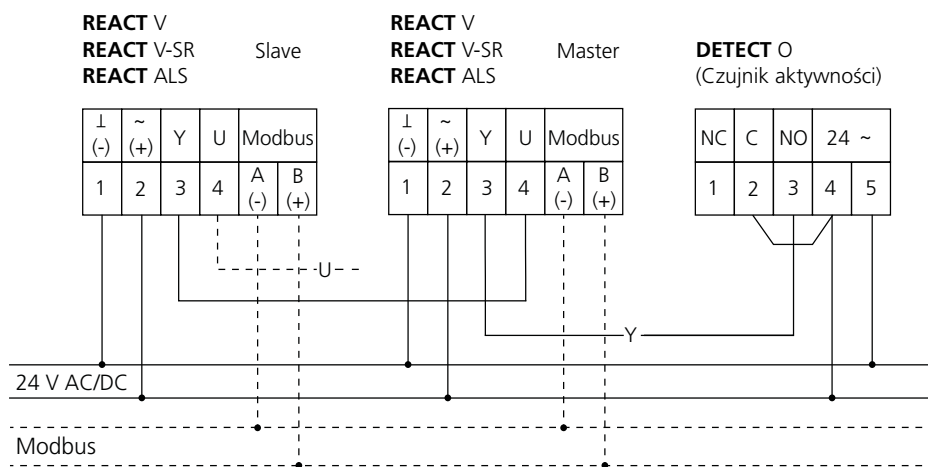 REACT V
REACT V-SR Slave
REACT ALS
REACT V
REACT V-SR Master
REACT ALS
DETECT O
(Czujnik aktywności)
⊥ (-) ~ (+) Y U Modbus
1 2 3 4 A (-) B (+)
⊥ (-) ~ (+) Y U Modbus
1 2 3 4 A (-) B (+)
NC C NO 24 ~
1 2 3 4 5
U
Y
24 V AC/DC
Modbus